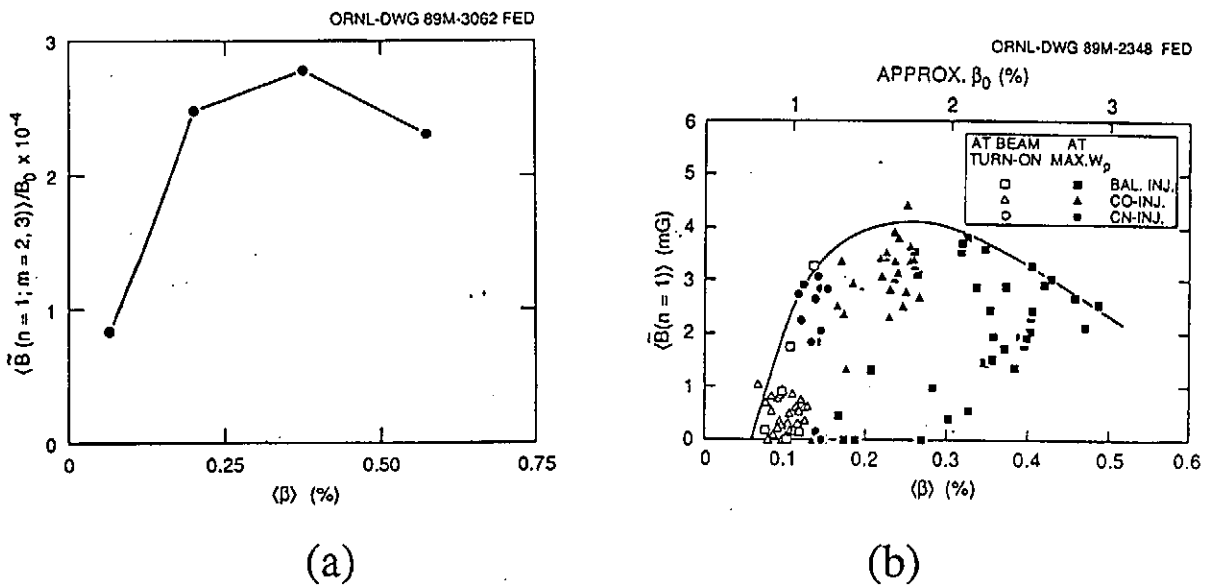 ORNL-DWG 89M-3062 FED
3
2
1
0
⟨B̃(n = 1; m = 2, 3)⟩/B₀ x 10⁻⁴
0 0.25 0.50 0.75
⟨β⟩ (%)
(a)
ORNL-DWG 89M-2348 FED
APPROX. β₀ (%)
1 2 3
6
5
4
3
2
1
0
⟨B̃(n = 1)⟩ (mG)
AT BEAM AT
TURN-ON MAX.Wₚ
BAL. INJ.
CO-INJ.
CN-INJ.
0 0.1 0.2 0.3 0.4 0.5 0.6
⟨β⟩ (%)
(b)